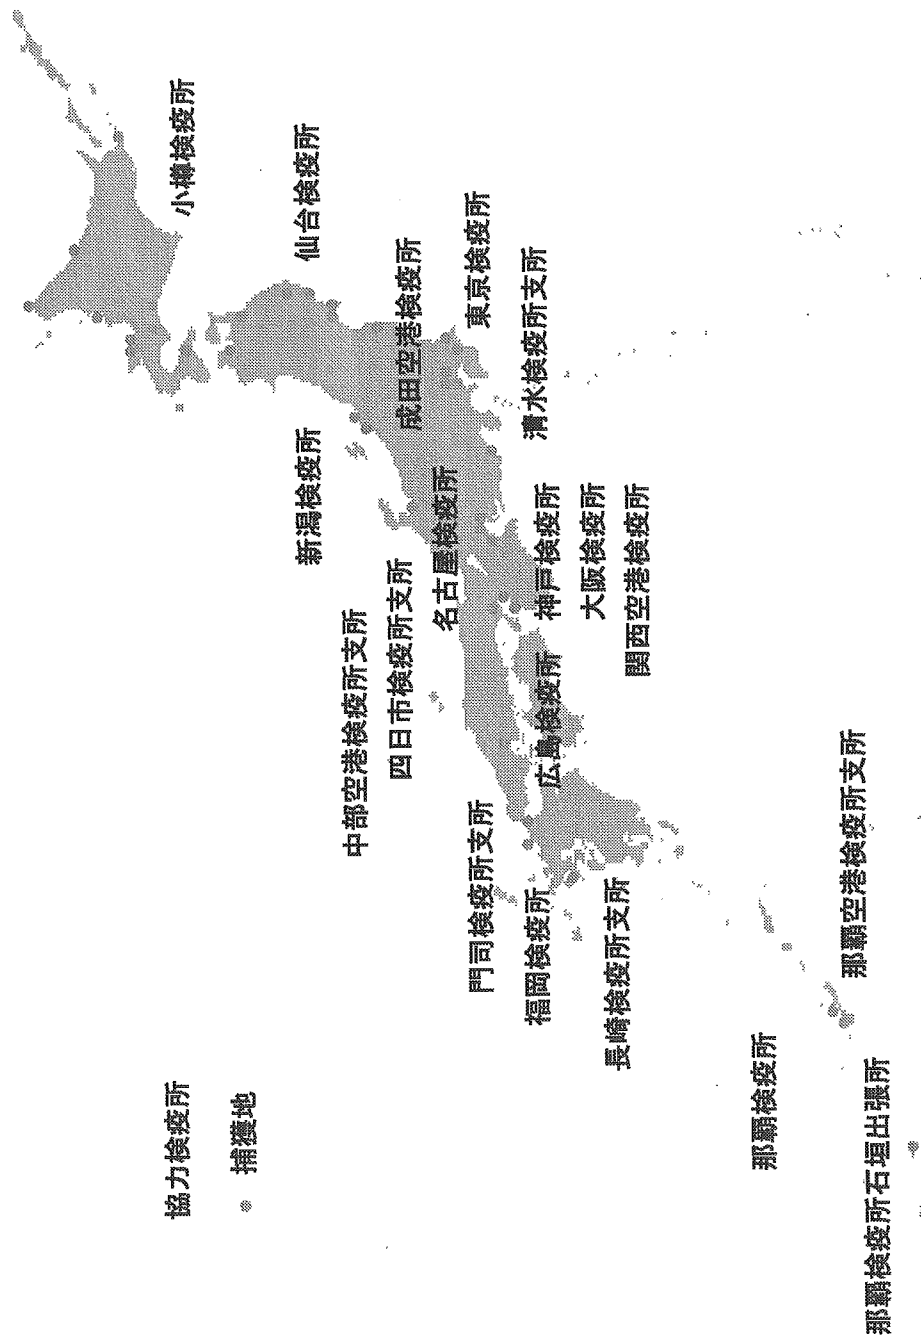 協力検疫所
捕獲地
小樽検疫所
仙台検疫所
新潟検疫所
成田空港検疫所
東京検疫所
清水検疫所支所
中部空港検疫所支所
四日市検疫所支所
名古屋検疫所
神戸検疫所
大阪検疫所
関西空港検疫所
広島検疫所
門司検疫所支所
福岡検疫所
長崎検疫所支所
那覇検疫所
那覇空港検疫所支所
那覇検疫所石垣出張所